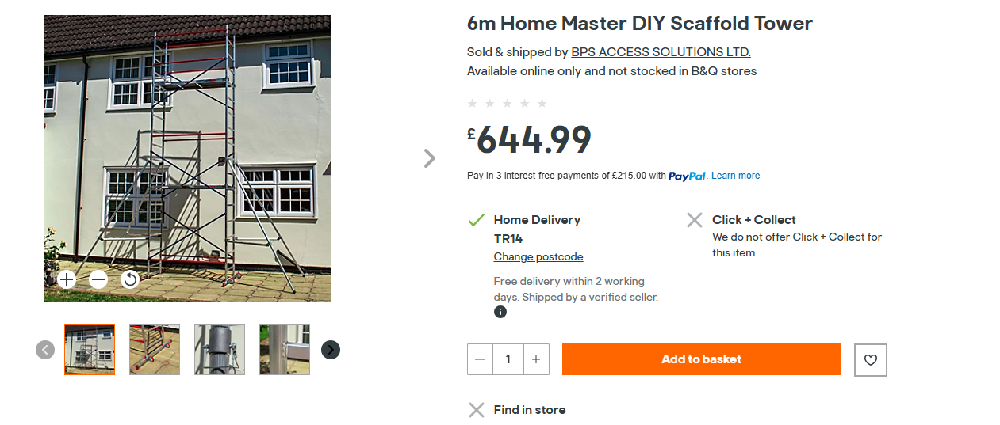 6m Home Master DIY Scaffold Tower
Sold & shipped by BPS ACCESS SOLUTIONS LTD.
Available online only and not stocked in B&Q stores
£644.99
Pay in 3 interest-free payments of £215.00 with PayPal. Learn more
Home Delivery
TR14
Change postcode
Free delivery within 2 working
days. Shipped by a verified seller.
Click + Collect
We do not offer Click + Collect for
this item
1
Add to basket
Find in store